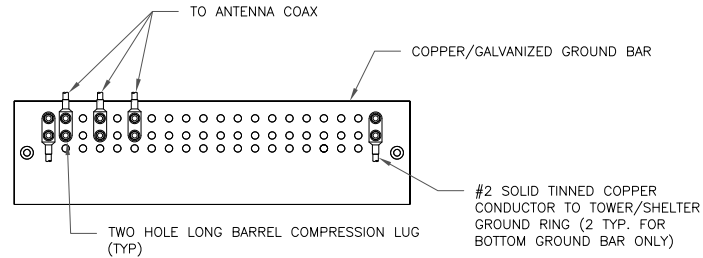 TO ANTENNA COAX
COPPER/GALVANIZED GROUND BAR
#2 SOLID TINNED COPPER
CONDUCTOR TO TOWER/SHELTER
GROUND RING (2 TYP. FOR
BOTTOM GROUND BAR ONLY)
TWO HOLE LONG BARREL COMPRESSION LUG
(TYP)